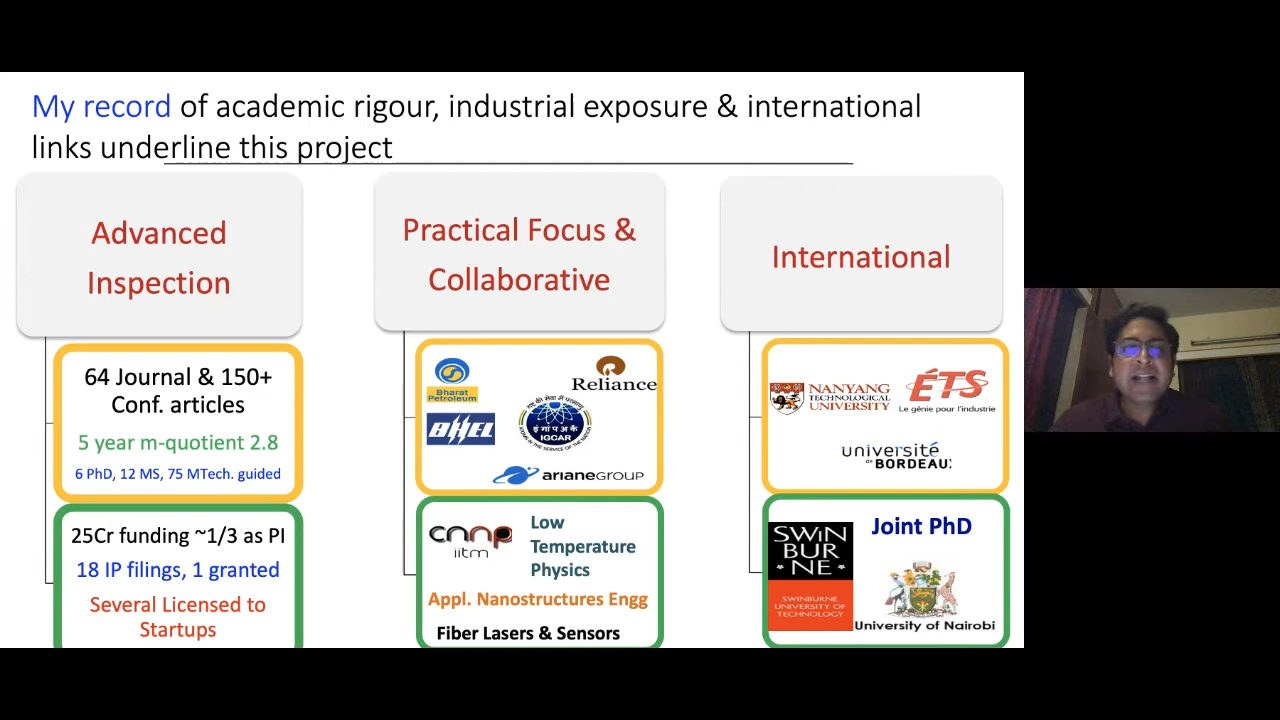 My record of academic rigour, industrial exposure & international
links underline this project
Advanced
Inspection
64 Journal & 150+
Conf. articles
5 year m-quotient 2.8
6 PhD, 12 MS, 75 MTech. guided
25Cr funding ~1/3 as PI
18 IP filings, 1 granted
Several Licensed to
Startups
Practical Focus &
Collaborative
Bharat
Petroleum
Reliance
BHEL
IGCAR
arianeGROUP
cnnp
iitm
Low
Temperature
Physics
Appl. Nanostructures Engg
Fiber Lasers & Sensors
International
NANYANG
TECHNOLOGICAL
UNIVERSITY
ÉTS
Le génie pour l'industrie
université
de BORDEAU
SWIN
BUR
NE
SWINBURNE
UNIVERSITY OF
TECHNOLOGY
Joint PhD
University of Nairobi